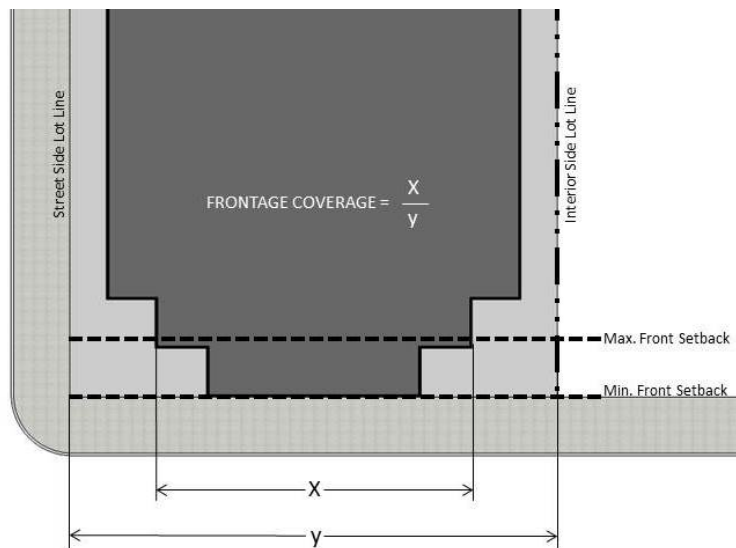 Street Side Lot Line
Interior Side Lot Line
FRONTAGE COVERAGE = X
y
Max. Front Setback
Min. Front Setback
X
y